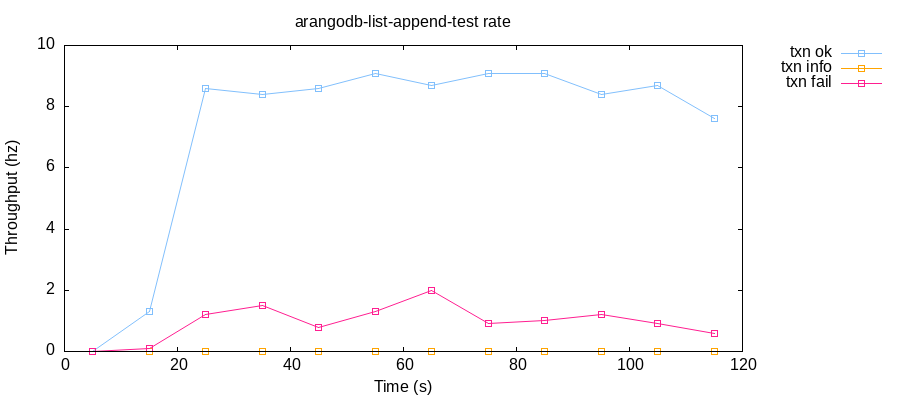 arangodb-list-append-test rate
txn ok
txn info
txn fail
Throughput (hz)
10
8
6
4
2
0
0 20 40 60 80 100 120
Time (s)